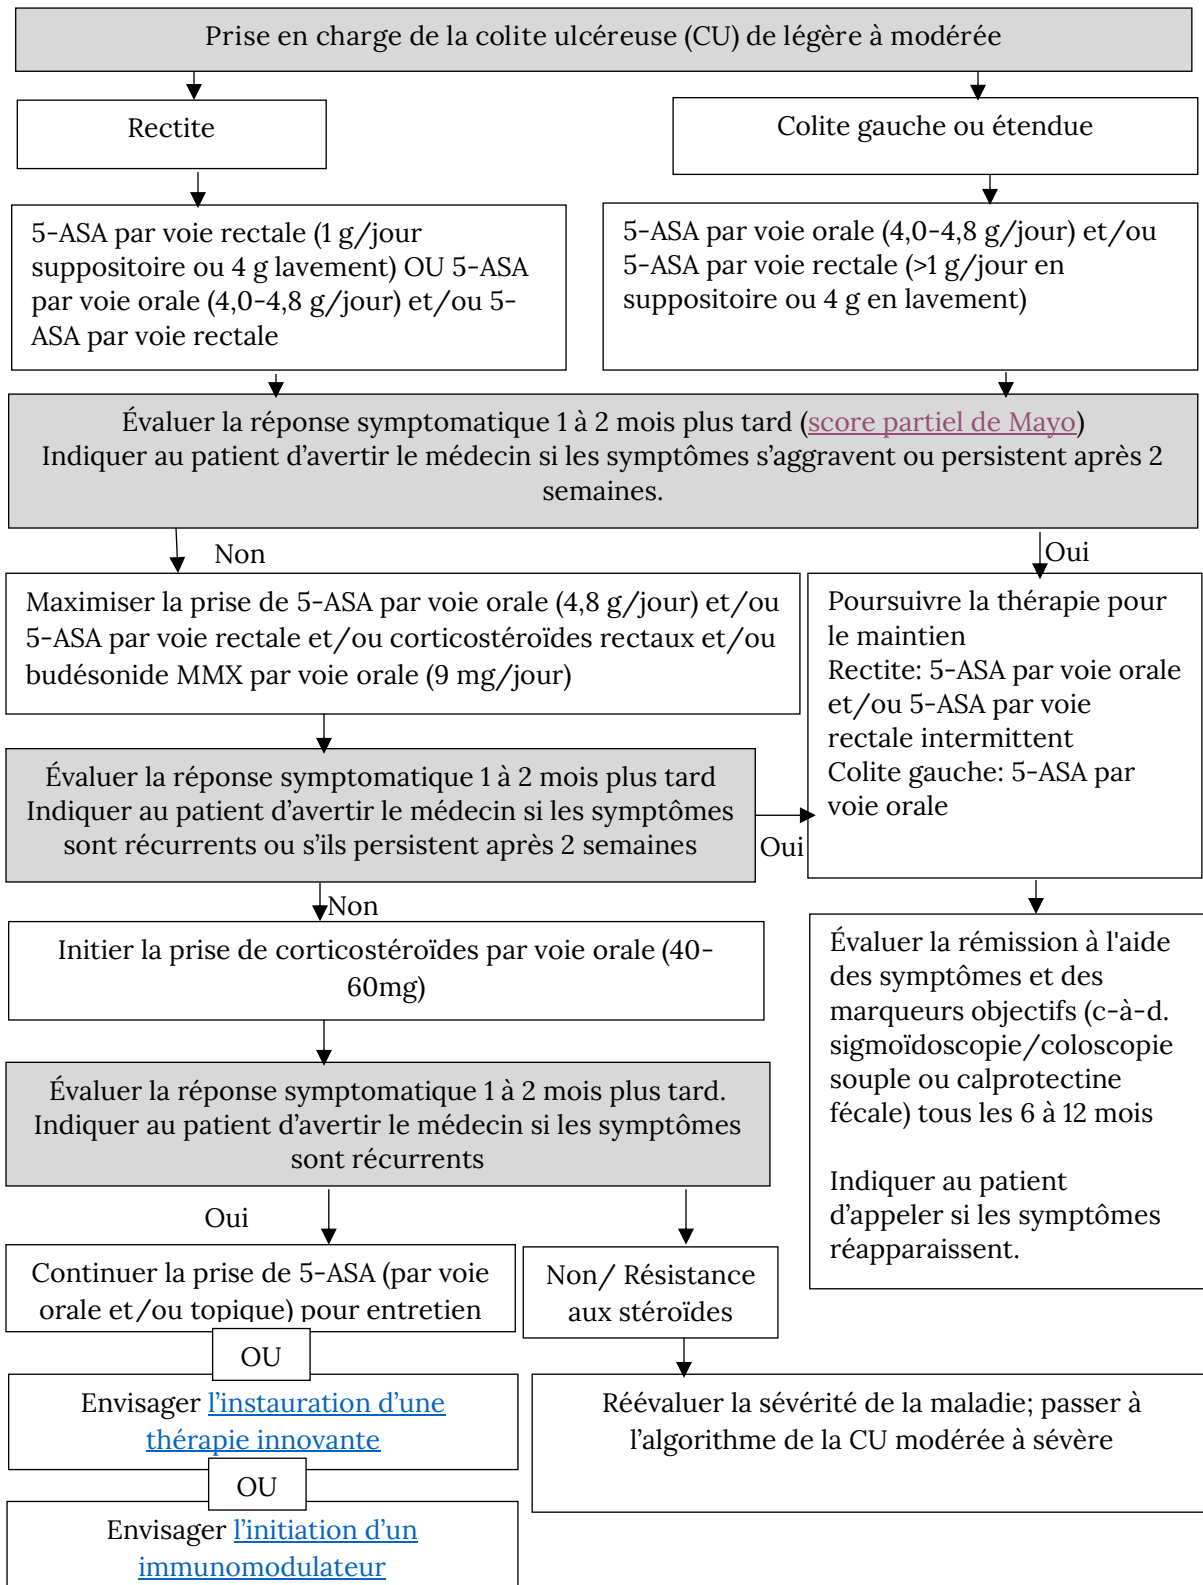 Prise en charge de la colite ulcéreuse (CU) de légère à modérée
Rectite
Colite gauche ou étendue
5-ASA par voie rectale (1 g/jour
suppositoire ou 4 g lavement) OU 5-ASA
par voie orale (4,0-4,8 g/jour) et/ou 5-
ASA par voie rectale
5-ASA par voie orale (4,0-4,8 g/jour) et/ou
5-ASA par voie rectale (>1 g/jour en
suppositoire ou 4 g en lavement)
Évaluer la réponse symptomatique 1 à 2 mois plus tard (score partiel de Mayo)
Indiquer au patient d'avertir le médecin si les symptômes s'aggravent ou persistent après 2
semaines.
Non
Oui
Maximiser la prise de 5-ASA par voie orale (4,8 g/jour) et/ou
5-ASA par voie rectale et/ou corticostéroïdes rectaux et/ou
budésonide MMX par voie orale (9 mg/jour)
Poursuivre la thérapie pour
le maintien
Rectite: 5-ASA par voie orale
et/ou 5-ASA par voie
rectale intermittent
Colite gauche: 5-ASA par
voie orale
Évaluer la réponse symptomatique 1 à 2 mois plus tard
Indiquer au patient d'avertir le médecin si les symptômes
sont récurrents ou s'ils persistent après 2 semaines
Oui
Non
Initier la prise de corticostéroïdes par voie orale (40-
60mg)
Évaluer la rémission à l'aide
des symptômes et des
marqueurs objectifs (c-à-d.
sigmoïdoscopie/coloscopie
souple ou calprotectine
fécale) tous les 6 à 12 mois
Indiquer au patient
d'appeler si les symptômes
réapparaissent.
Évaluer la réponse symptomatique 1 à 2 mois plus tard.
Indiquer au patient d'avertir le médecin si les symptômes
sont récurrents
Oui
Continuer la prise de 5-ASA (par voie
orale et/ou topique) pour entretien
Non/ Résistance
aux stéroïdes
OU
Envisager l'instauration d'une
thérapie innovante
Réévaluer la sévérité de la maladie; passer à
l'algorithme de la CU modérée à sévère
OU
Envisager l'initiation d'un
immunomodulateur